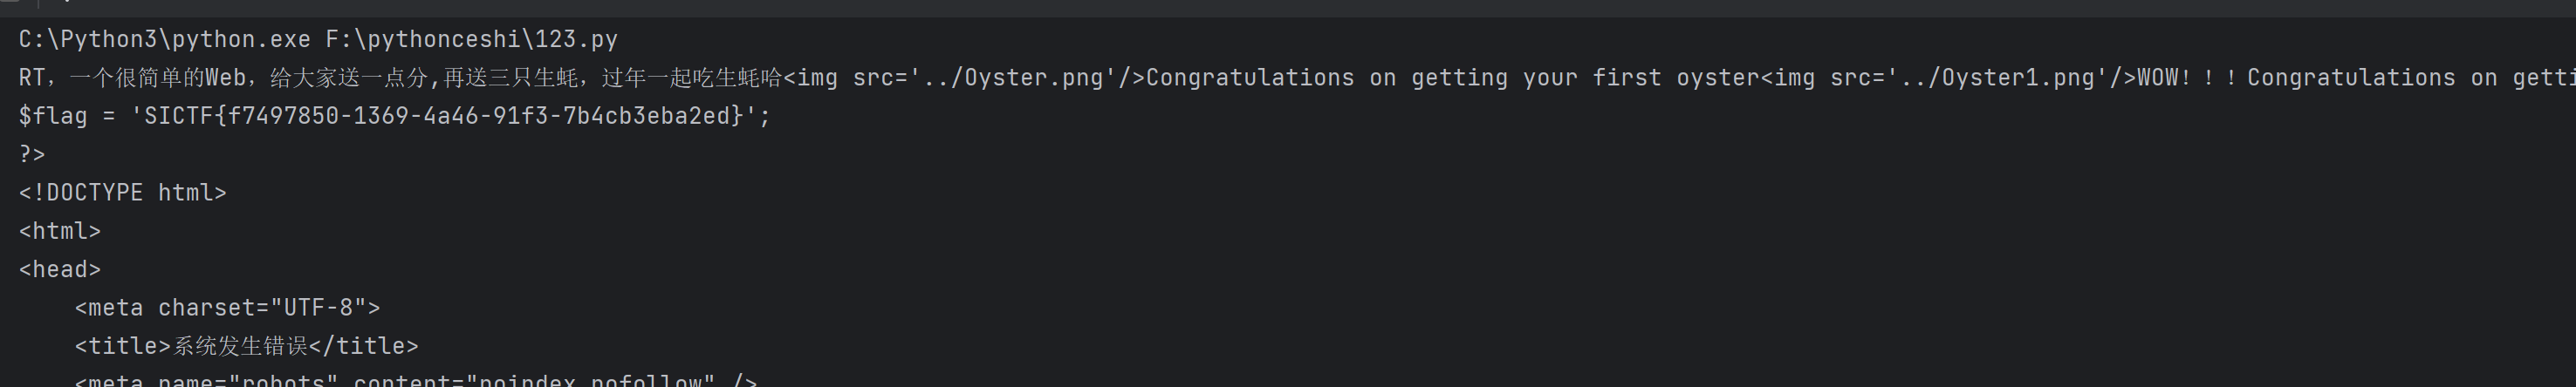 C:\Python3\python.exe F:\pythonceshi\123.py
RT，一个很简单的Web，给大家送一点分,再送三只生蚝，过年一起吃生蚝哈<img src='../Oyster.png'/>Congratulations on getting your first oyster<img src='../Oyster1.png'/>WOW！！！Congratulations on getti
$flag = 'SICTF{f7497850-1369-4a46-91f3-7b4cb3eba2ed}';
?>
<!DOCTYPE html>
<html>
<head>
    <meta charset="UTF-8">
    <title>系统发生错误</title>
    <meta name="robots" content="noindex,nofollow" />